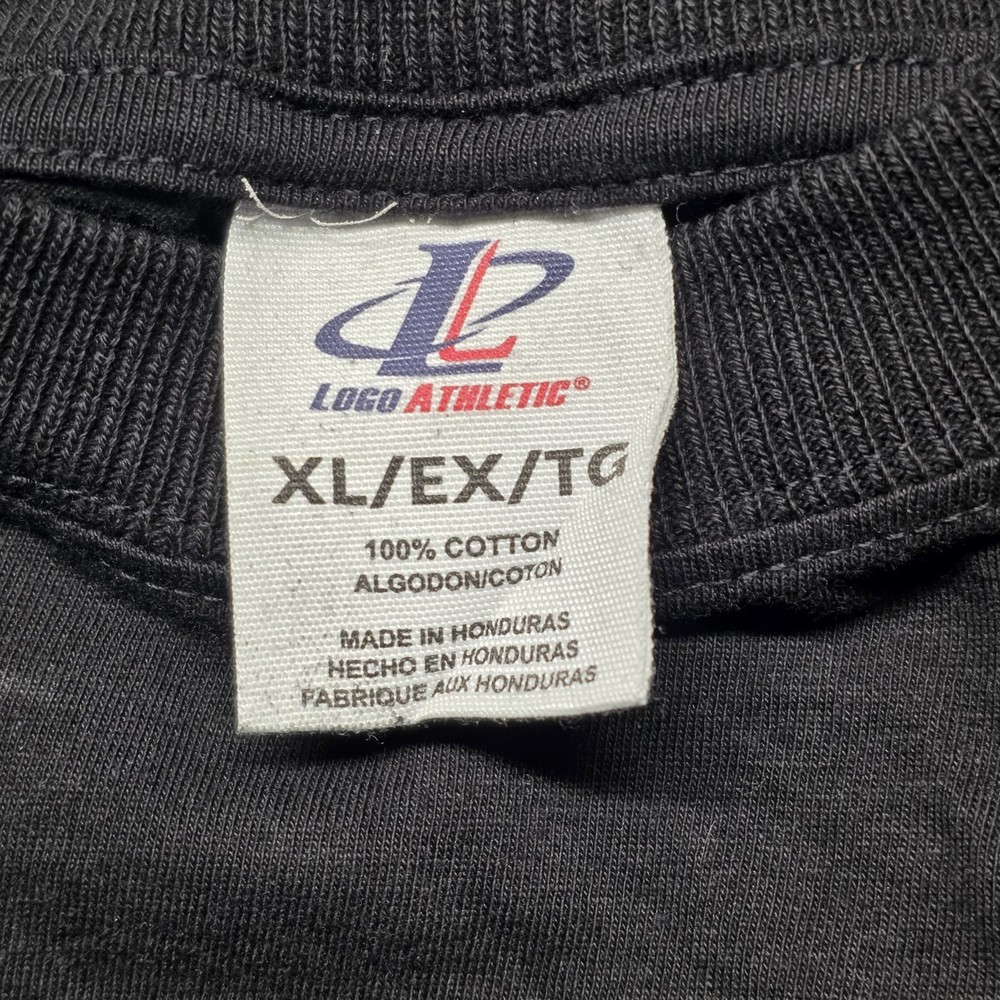 LOGO ATHLETIC®
XL/EX/TG
100% COTTON
ALGODON/COTON
MADE IN HONDURAS
HECHO EN HONDURAS
FABRIQUE AUX HONDURAS